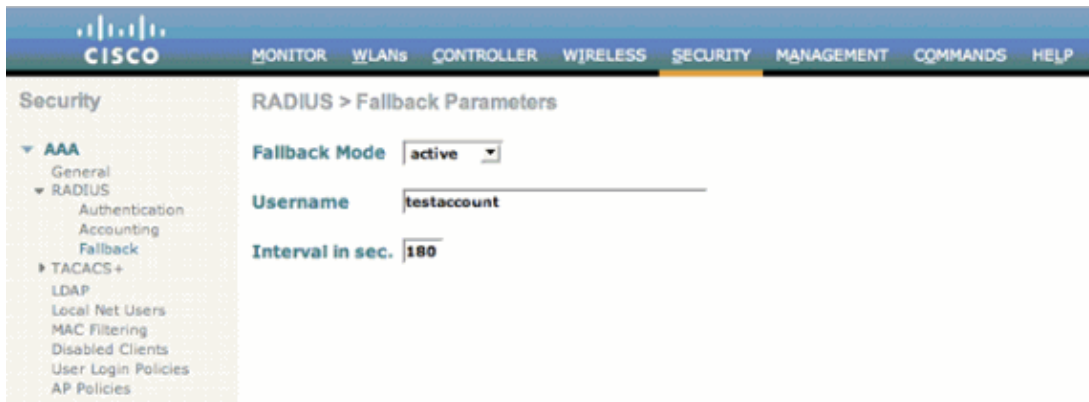 CISCO
MONITOR WLANs CONTROLLER WIRELESS SECURITY MANAGEMENT COMMANDS HELP
Security
AAA
General
RADIUS
Authentication
Accounting
Fallback
TACACS+
LDAP
Local Net Users
MAC Filtering
Disabled Clients
User Login Policies
AP Policies
RADIUS > Fallback Parameters
Fallback Mode active
Username testaccount
Interval in sec. 180